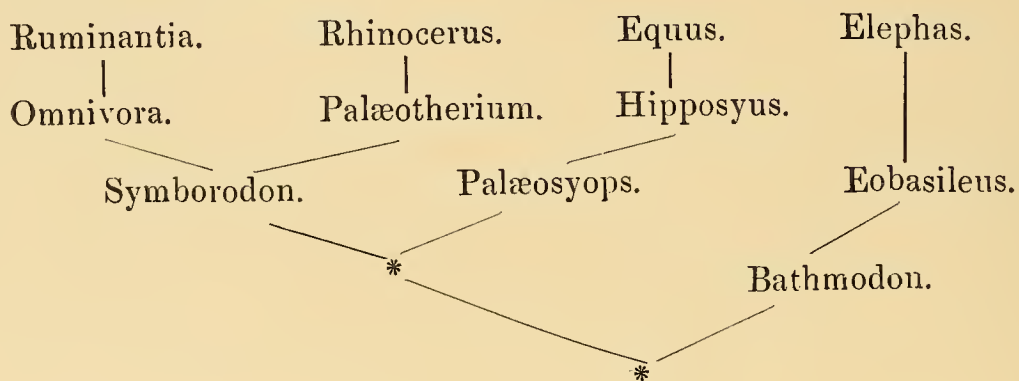 Ruminantia. Rhinocerus. Equus. Elephas.
Omnivora. Palæotherium. Hipposyus.
Symborodon. Palæosyops. Eobasileus.
*
Bathmodon.
*